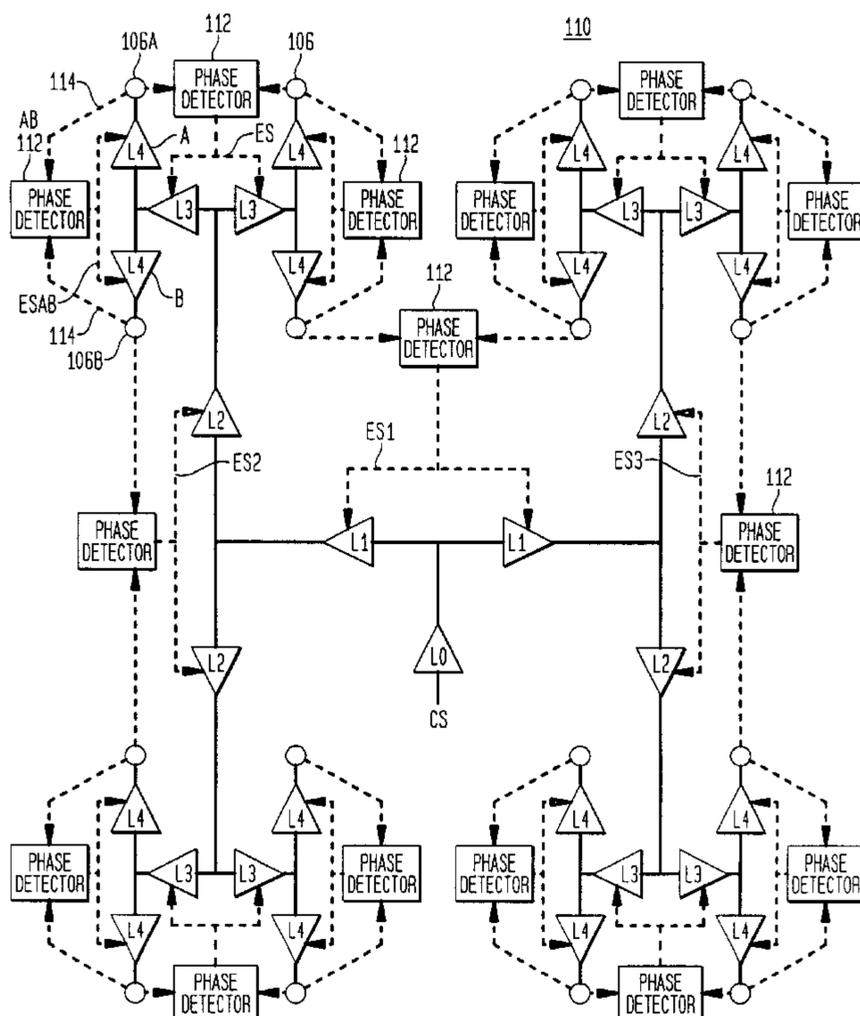 112
110
106A
106
114
PHASE
DETECTOR
PHASE
DETECTOR
AB
112
A
L4
L4
ES
112
L4
L4
PHASE
DETECTOR
L3
L3
PHASE
DETECTOR
PHASE
DETECTOR
L3
L3
PHASE
DETECTOR
L4
L4
L4
L4
B
ESAB
114
106B
112
PHASE
DETECTOR
L2
L2
ES2
ES1
ES3
112
PHASE
DETECTOR
L1
L1
PHASE
DETECTOR
L2
L0
L2
CS
L4
L4
L4
L4
PHASE
DETECTOR
L3
L3
PHASE
DETECTOR
PHASE
DETECTOR
L3
L3
PHASE
DETECTOR
L4
L4
L4
L4
PHASE
DETECTOR
PHASE
DETECTOR